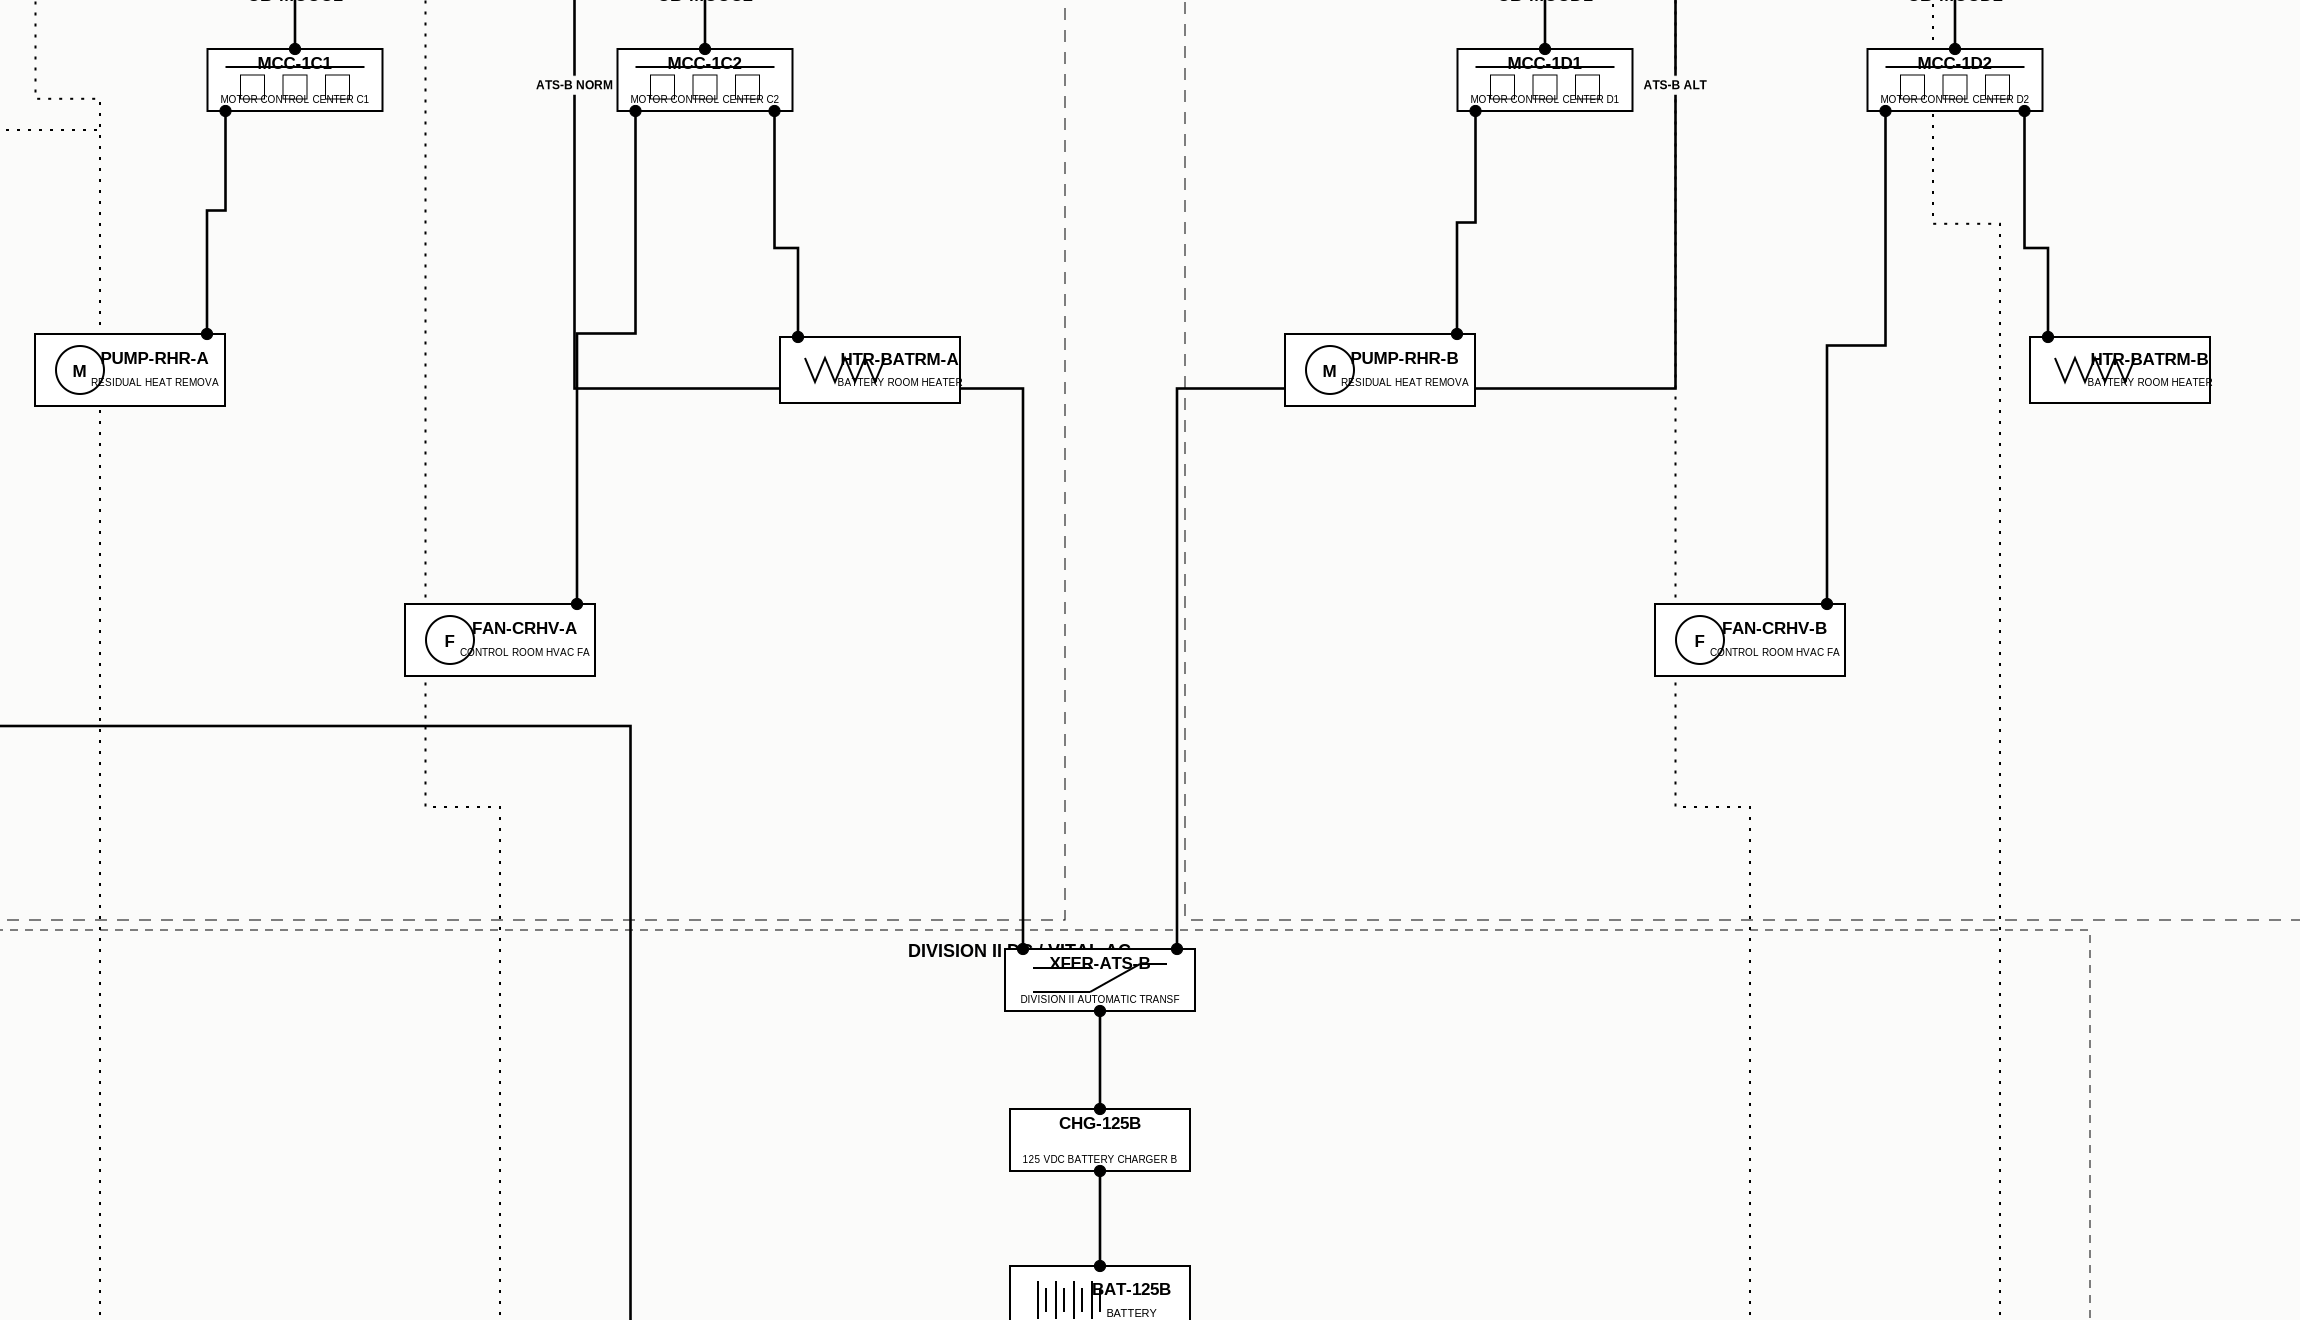 MCC-1C1
MOTOR CONTROL CENTER C1
ATS-B NORM
MCC-1C2
MOTOR CONTROL CENTER C2
MCC-1D1
MOTOR CONTROL CENTER D1
ATS-B ALT
MCC-1D2
MOTOR CONTROL CENTER D2
M
PUMP-RHR-A
RESIDUAL HEAT REMOVA
HTR-BATRM-A
BATTERY ROOM HEATER
M
PUMP-RHR-B
RESIDUAL HEAT REMOVA
HTR-BATRM-B
BATTERY ROOM HEATER
F
FAN-CRHV-A
CONTROL ROOM HVAC FA
F
FAN-CRHV-B
CONTROL ROOM HVAC FA
DIVISION II DC / VITAL AC
XFER-ATS-B
DIVISION II AUTOMATIC TRANSF
CHG-125B
125 VDC BATTERY CHARGER B
BAT-125B
BATTERY